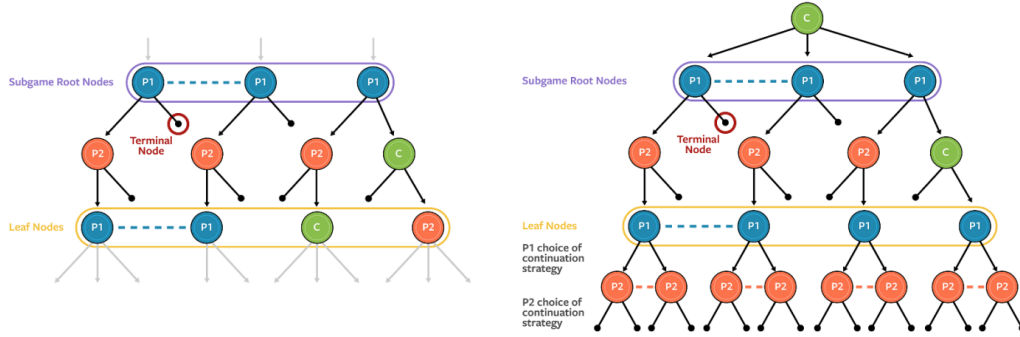 C
Subgame Root Nodes
P1
P1
P1
Terminal
Node
P2
P2
P2
C
Leaf Nodes
P1
P1
C
P2
Subgame Root Nodes
P1
P1
P1
Terminal
Node
P2
P2
P2
C
Leaf Nodes
P1
P1
P1
P1
P1 choice of
continuation
strategy
P2
P2
P2
P2
P2
P2
P2
P2
P2 choice of
continuation
strategy